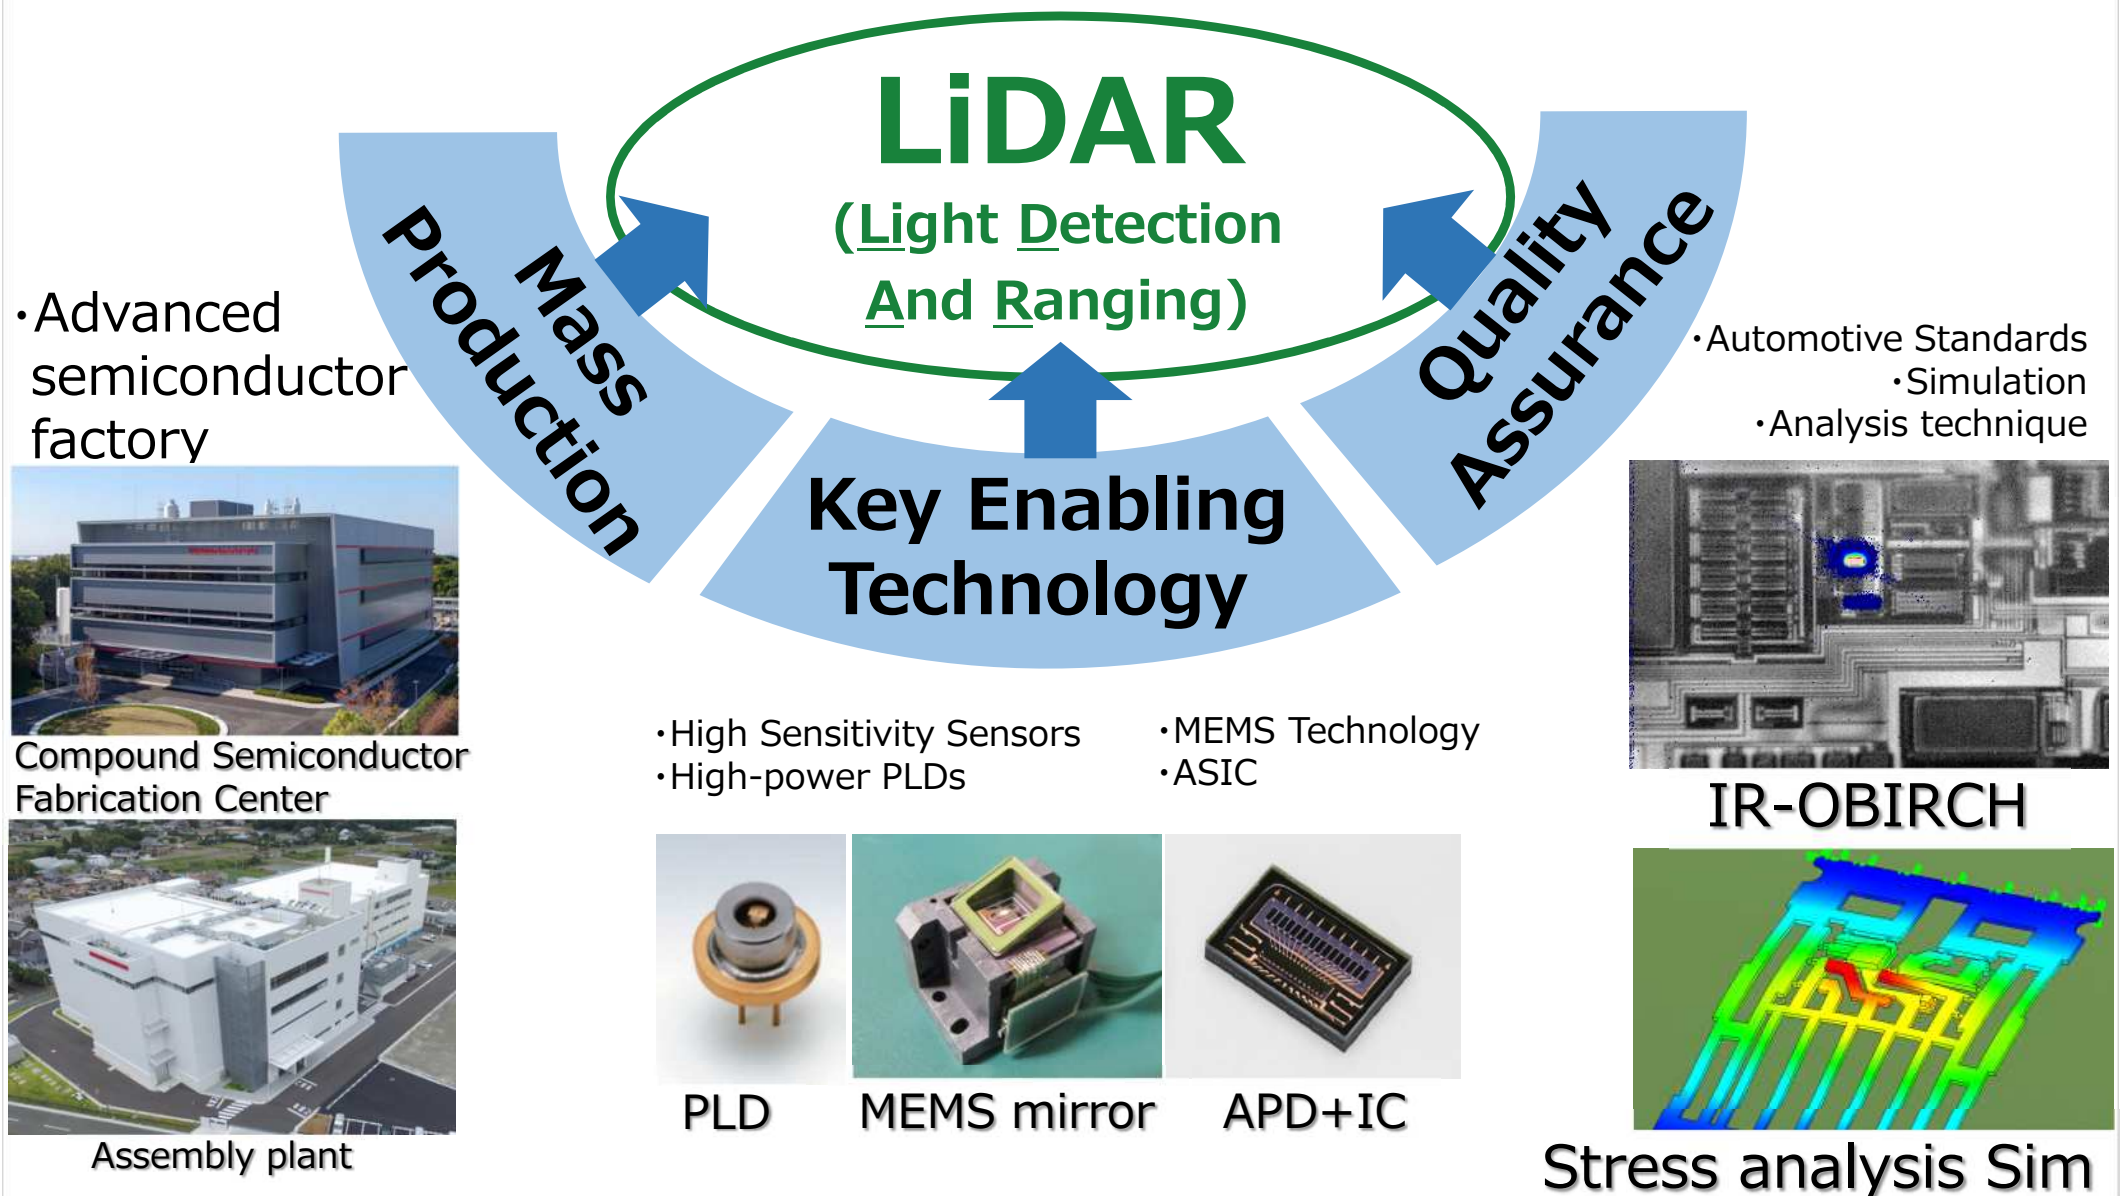 LiDAR
(Light Detection
And Ranging)
Mass
Production
Key Enabling
Technology
Quality
Assurance
・Advanced
semiconductor
factory
Compound Semiconductor
Fabrication Center
Assembly plant
・High Sensitivity Sensors
・High-power PLDs
・MEMS Technology
・ASIC
PLD
MEMS mirror
APD+IC
・Automotive Standards
・Simulation
・Analysis technique
IR-OBIRCH
Stress analysis Sim